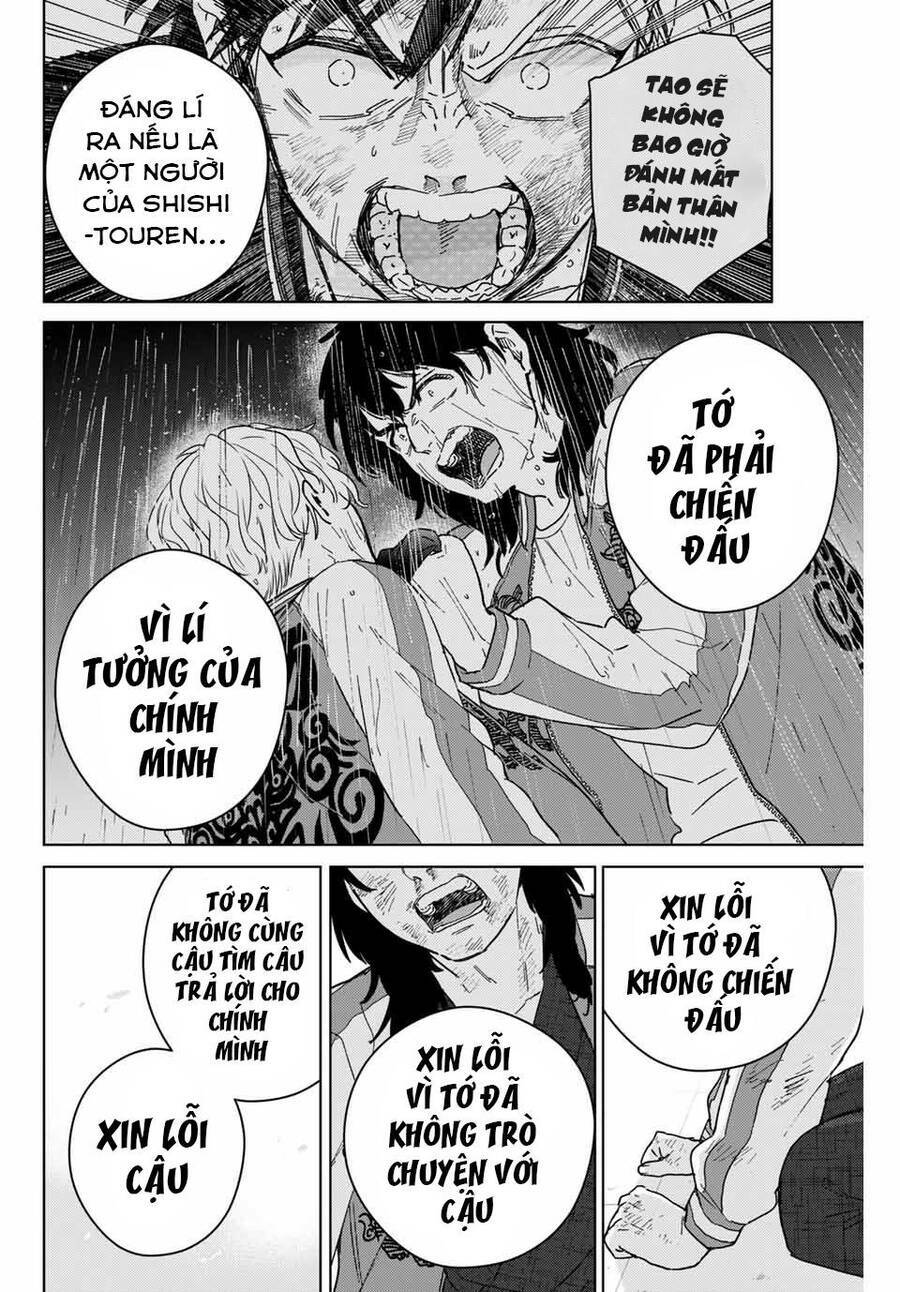 TAO SẼ
KHÔNG
BAO GIỜ
ĐÁNH MẤT
BẢN THÂN
MÌNH!!
ĐÁNG LÍ
RA NẾU LÀ
MỘT NGƯỜI
CỦA SHISHI
-TOUREN...
TỚ
ĐÃ PHẢI
CHIẾN
ĐẤU
VÌ LÍ
TƯỞNG CỦA
CHÍNH
MÌNH
XIN LỖI
VÌ TỚ ĐÃ
KHÔNG CHIẾN
ĐẤU
XIN LỖI
VÌ TỚ ĐÃ
KHÔNG TRÒ
CHUYỆN VỚI
CẬU
TỚ ĐÃ
KHÔNG CÙNG
CẬU TÌM CÂU
TRẢ LỜI CHO
CHÍNH
MÌNH
XIN LỖI
CẬU